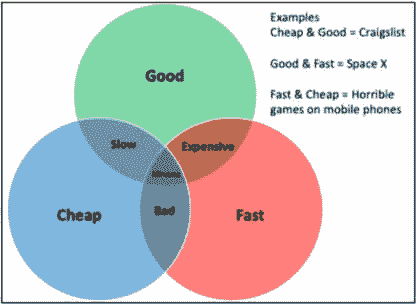 Good
Slow
Expensive
Cheap
Bad
Fast
Examples
Cheap & Good = Craigslist
Good & Fast = Space X
Fast & Cheap = Horrible
games on mobile phones